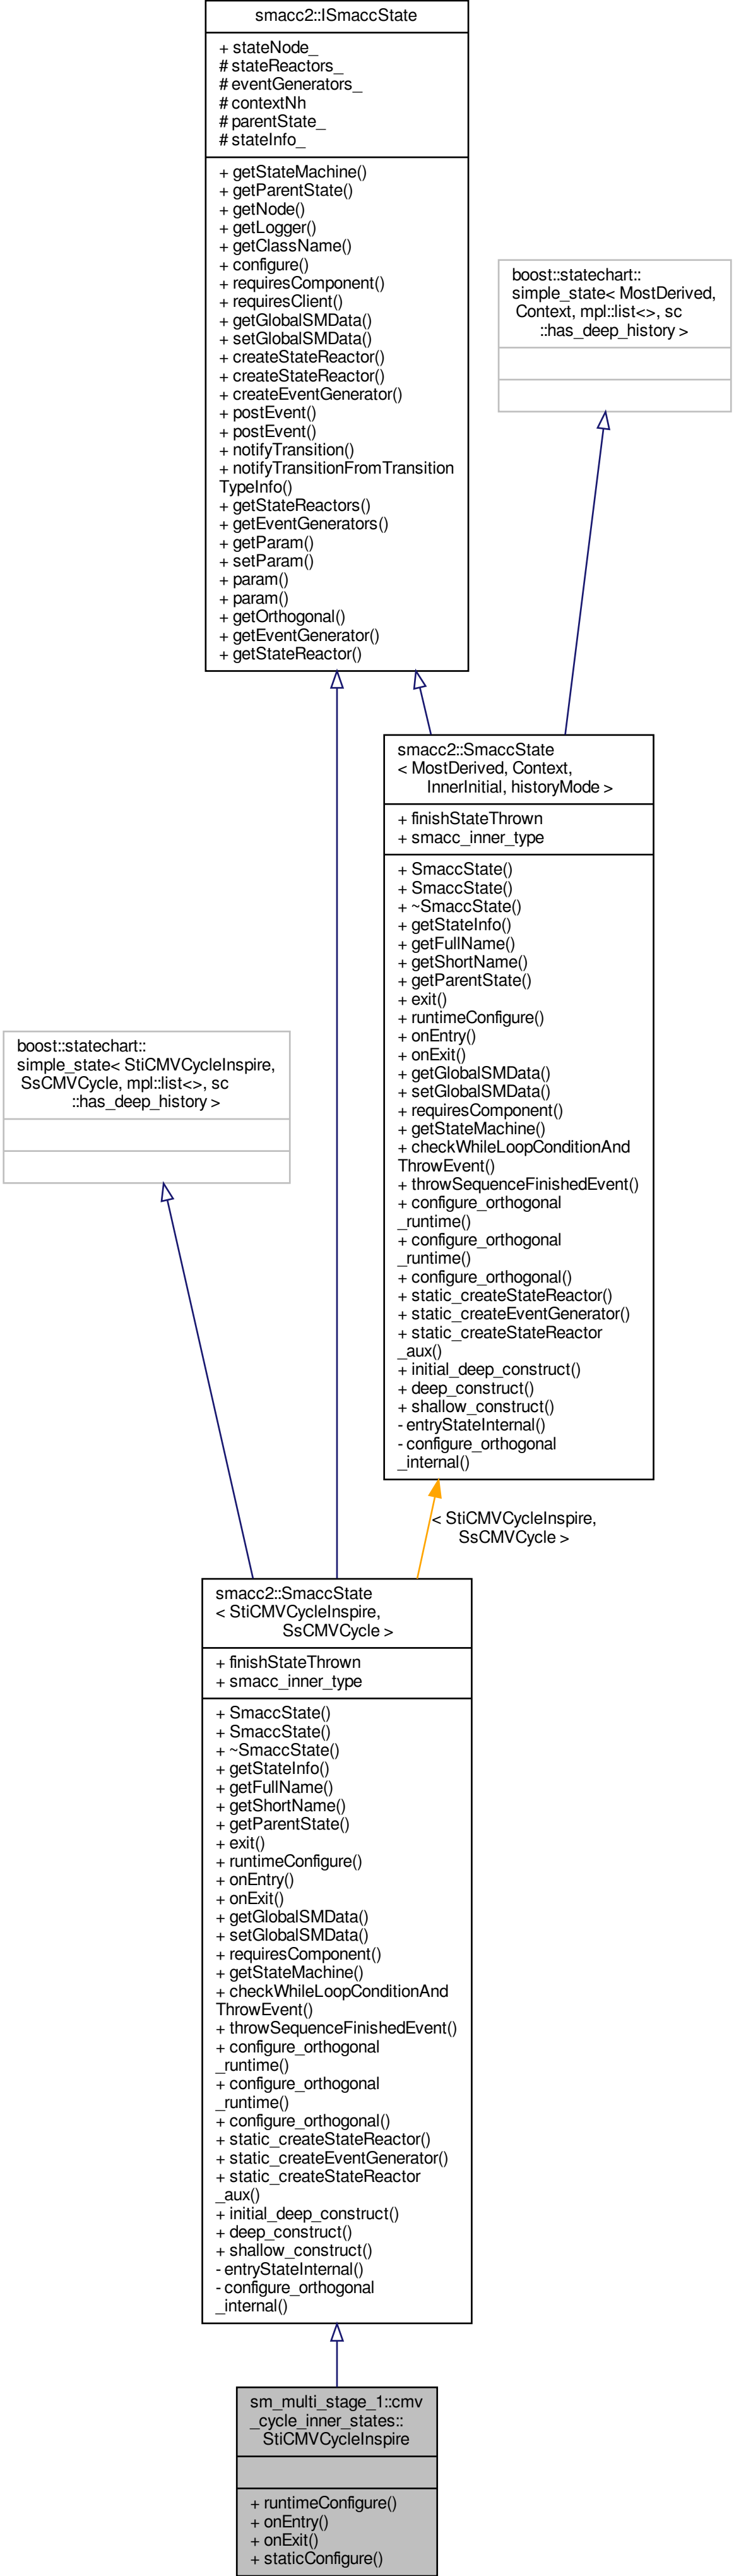 smacc2::ISmaccState
+ stateNode_
# stateReactors_
# eventGenerators_
# contextNh
# parentState_
# stateInfo_
+ getStateMachine()
+ getParentState()
+ getNode()
+ getLogger()
+ getClassName()
+ configure()
+ requiresComponent()
+ requiresClient()
+ getGlobalSMData()
+ setGlobalSMData()
+ createStateReactor()
+ createStateReactor()
+ createEventGenerator()
+ postEvent()
+ postEvent()
+ notifyTransition()
+ notifyTransitionFromTransition
TypeInfo()
+ getStateReactors()
+ getEventGenerators()
+ getParam()
+ setParam()
+ param()
+ param()
+ getOrthogonal()
+ getEventGenerator()
+ getStateReactor()
boost::statechart::
simple_state< MostDerived,
Context, mpl::list<>, sc
::has_deep_history >
smacc2::SmaccState
< MostDerived, Context,
InnerInitial, historyMode >
+ finishStateThrown
+ smacc_inner_type
+ SmaccState()
+ SmaccState()
+ ~SmaccState()
+ getStateInfo()
+ getFullName()
+ getShortName()
+ getParentState()
+ exit()
+ runtimeConfigure()
+ onEntry()
+ onExit()
+ getGlobalSMData()
+ setGlobalSMData()
+ requiresComponent()
+ getStateMachine()
+ checkWhileLoopConditionAnd
ThrowEvent()
+ throwSequenceFinishedEvent()
+ configure_orthogonal
_runtime()
+ configure_orthogonal
_runtime()
+ configure_orthogonal()
+ static_createStateReactor()
+ static_createEventGenerator()
+ static_createStateReactor
_aux()
+ initial_deep_construct()
+ deep_construct()
+ shallow_construct()
- entryStateInternal()
- configure_orthogonal
_internal()
boost::statechart::
simple_state< StiCMVCycleInspire,
SsCMVCycle, mpl::list<>, sc
::has_deep_history >
< StiCMVCycleInspire,
SsCMVCycle >
smacc2::SmaccState
< StiCMVCycleInspire,
SsCMVCycle >
+ finishStateThrown
+ smacc_inner_type
+ SmaccState()
+ SmaccState()
+ ~SmaccState()
+ getStateInfo()
+ getFullName()
+ getShortName()
+ getParentState()
+ exit()
+ runtimeConfigure()
+ onEntry()
+ onExit()
+ getGlobalSMData()
+ setGlobalSMData()
+ requiresComponent()
+ getStateMachine()
+ checkWhileLoopConditionAnd
ThrowEvent()
+ throwSequenceFinishedEvent()
+ configure_orthogonal
_runtime()
+ configure_orthogonal
_runtime()
+ configure_orthogonal()
+ static_createStateReactor()
+ static_createEventGenerator()
+ static_createStateReactor
_aux()
+ initial_deep_construct()
+ deep_construct()
+ shallow_construct()
- entryStateInternal()
- configure_orthogonal
_internal()
sm_multi_stage_1::cmv
_cycle_inner_states::
StiCMVCycleInspire
+ runtimeConfigure()
+ onEntry()
+ onExit()
+ staticConfigure()